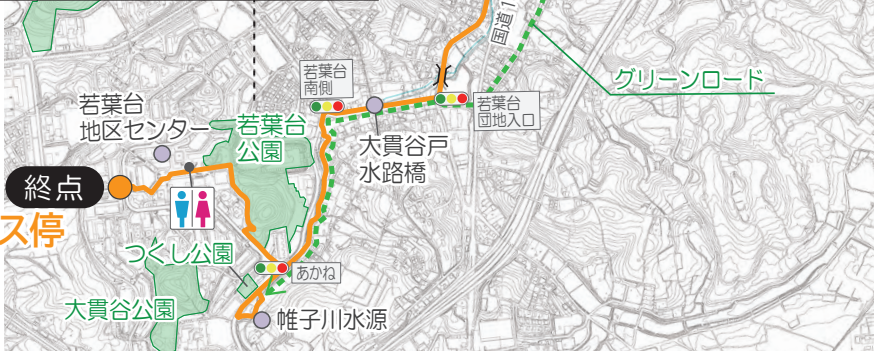 国道1
グリーンロード
若葉台
南側
若葉台
団地入口
若葉台
地区センター
若葉台
公園
大貫谷戸
水路橋
終点
ス停
つくし公園
あかね
大貫谷公園
帷子川水源